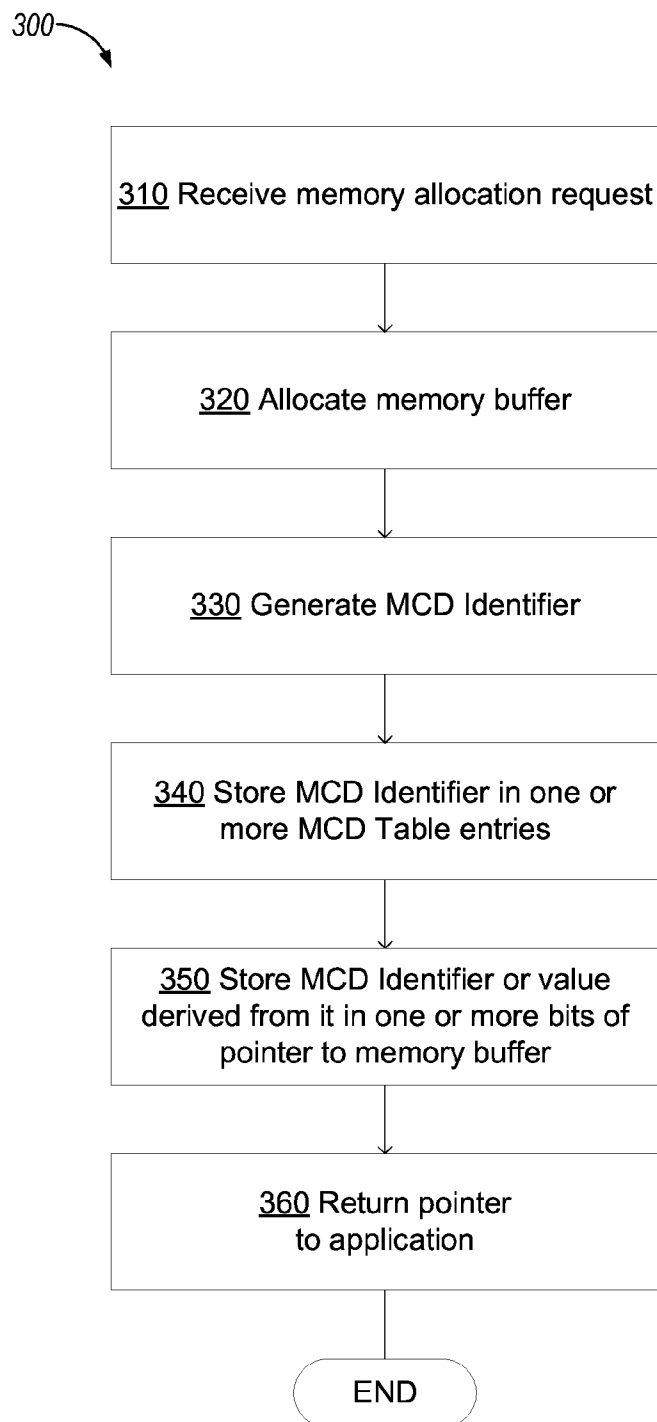 300
310 Receive memory allocation request
320 Allocate memory buffer
330 Generate MCD Identifier
340 Store MCD Identifier in one or
more MCD Table entries
350 Store MCD Identifier or value
derived from it in one or more bits of
pointer to memory buffer
360 Return pointer
to application
END